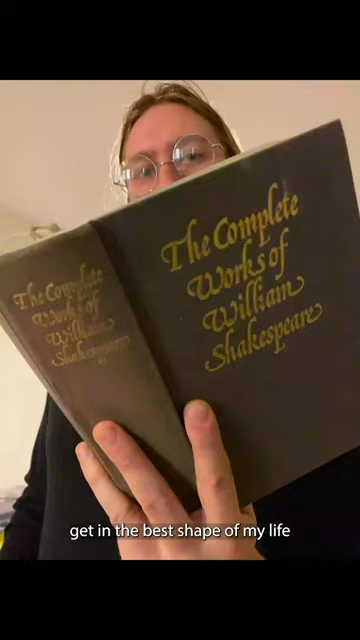 The Complete
Works of
William
Shakespeare
The Complete
Works of
William
Shakespeare
get in the best shape of my life